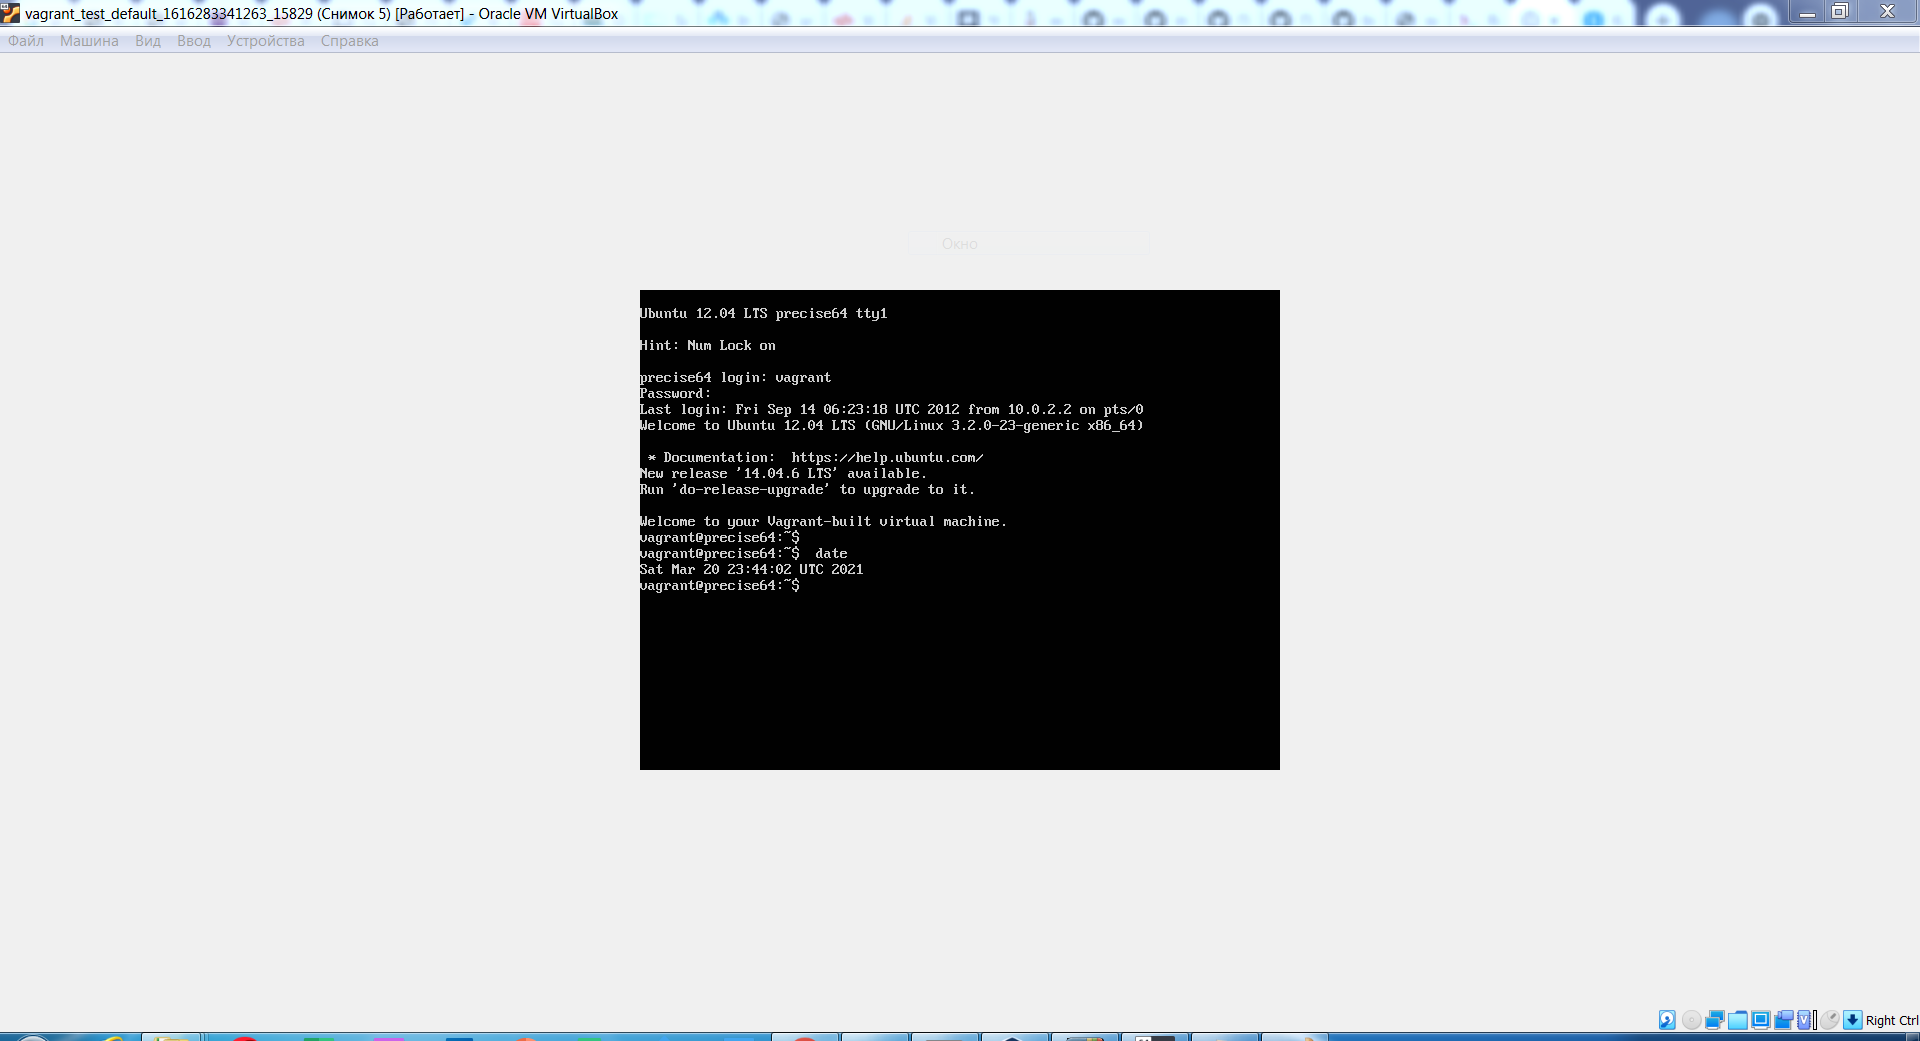 vagrant_test_default_1616283341263_15829 (Снимок 5) [Работает] - Oracle VM VirtualBox
Файл Машина Вид Ввод Устройства Справка
Окно
Ubuntu 12.04 LTS precise64 tty1
Hint: Num Lock on
precise64 login: vagrant
Password:
Last login: Fri Sep 14 06:23:18 UTC 2012 from 10.0.2.2 on pts/0
Welcome to Ubuntu 12.04 LTS (GNU/Linux 3.2.0-23-generic x86_64)
* Documentation:  https://help.ubuntu.com/
New release '14.04.6 LTS' available.
Run 'do-release-upgrade' to upgrade to it.
Welcome to your Vagrant-built virtual machine.
vagrant@precise64:~$
vagrant@precise64:~$  date
Sat Mar 20 23:44:02 UTC 2021
vagrant@precise64:~$
Right Ctrl